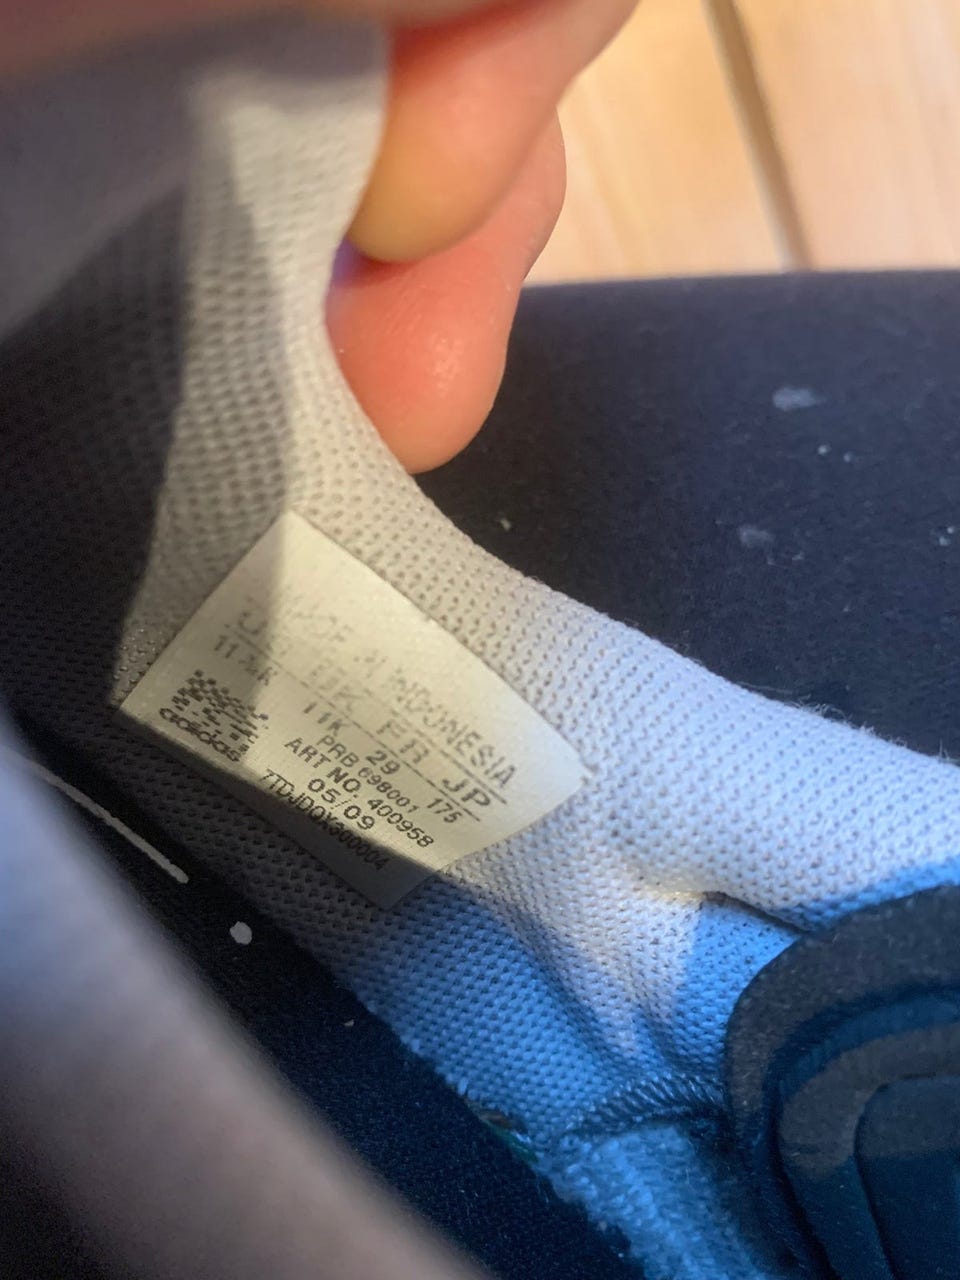 INDONESIA
UK FR JP
11K 29 175
adidas
PRB 698001
ART NO. 400958
05/09